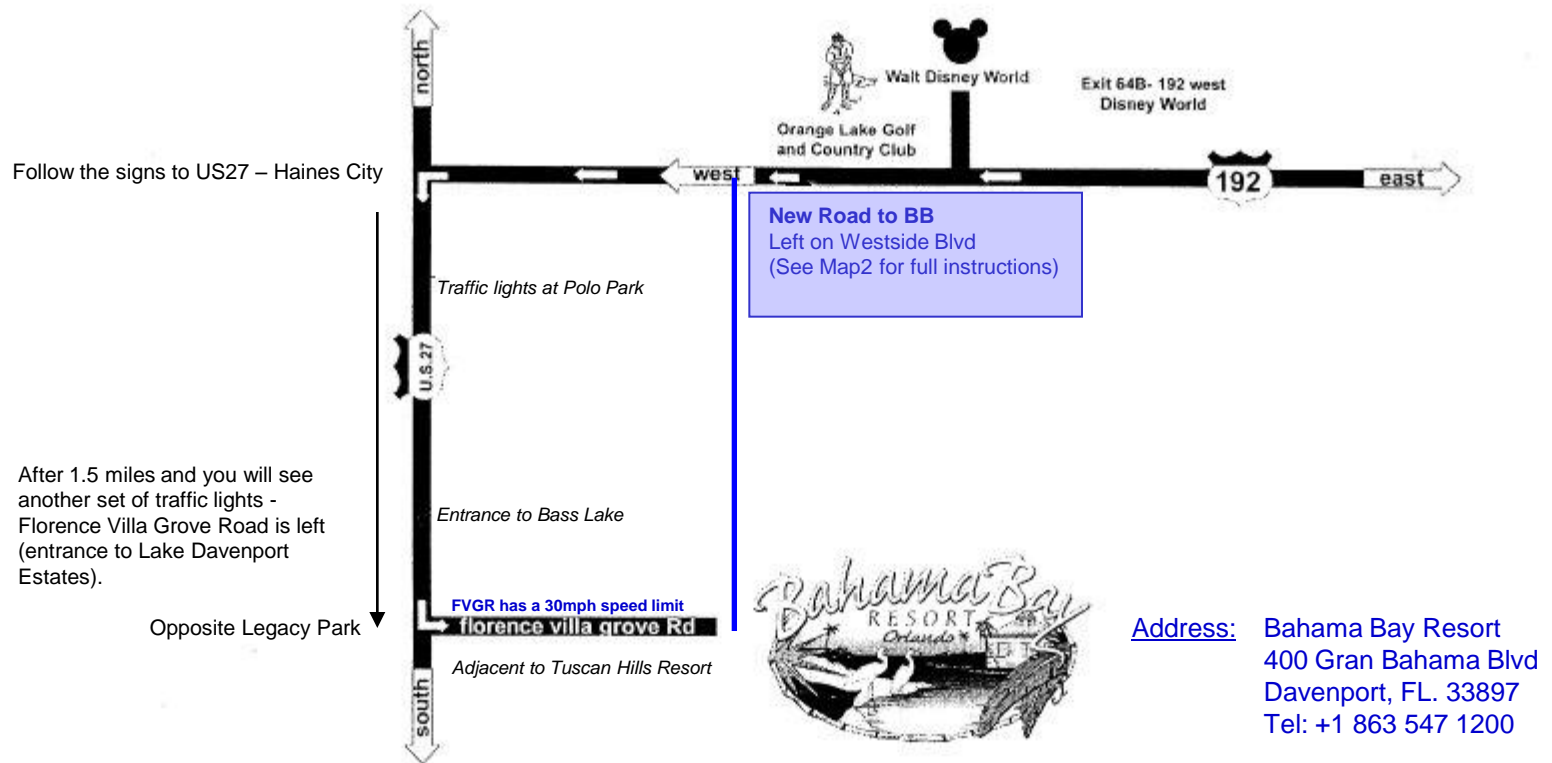 north
Walt Disney World
Exit 64B- 192 west
Disney World
Orange Lake Golf
and Country Club
Follow the signs to US27 – Haines City
west
192
east
New Road to BB
Left on Westside Blvd
(See Map2 for full instructions)
Traffic lights at Polo Park
U.S.27
After 1.5 miles and you will see
another set of traffic lights -
Florence Villa Grove Road is left
(entrance to Lake Davenport
Estates).
Entrance to Bass Lake
FVGR has a 30mph speed limit
florence villa grove Rd
Opposite Legacy Park
Adjacent to Tuscan Hills Resort
south
Bahama Bay
RESORT
Orlando
Address:
Bahama Bay Resort
400 Gran Bahama Blvd
Davenport, FL. 33897
Tel: +1 863 547 1200